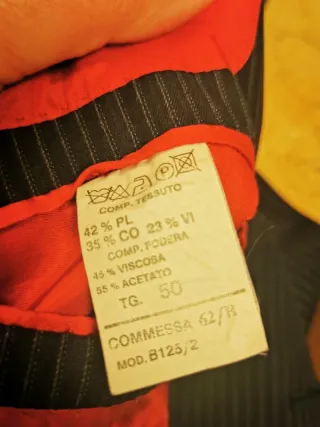 COMP. TESSUTO
42 % PL
35 % CO 23 % VI
COMP. FODERA
45 % VISCOSA
55 % ACETATO
TG. 50
COMMESSA 62/B
MOD. B125/2